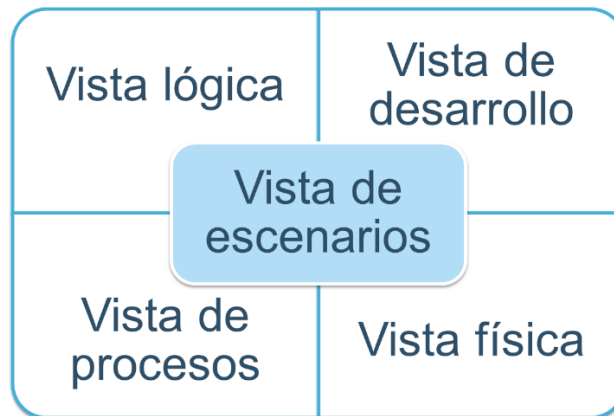 Vista lógica
Vista de
desarrollo
Vista de
escenarios
Vista de
procesos
Vista física